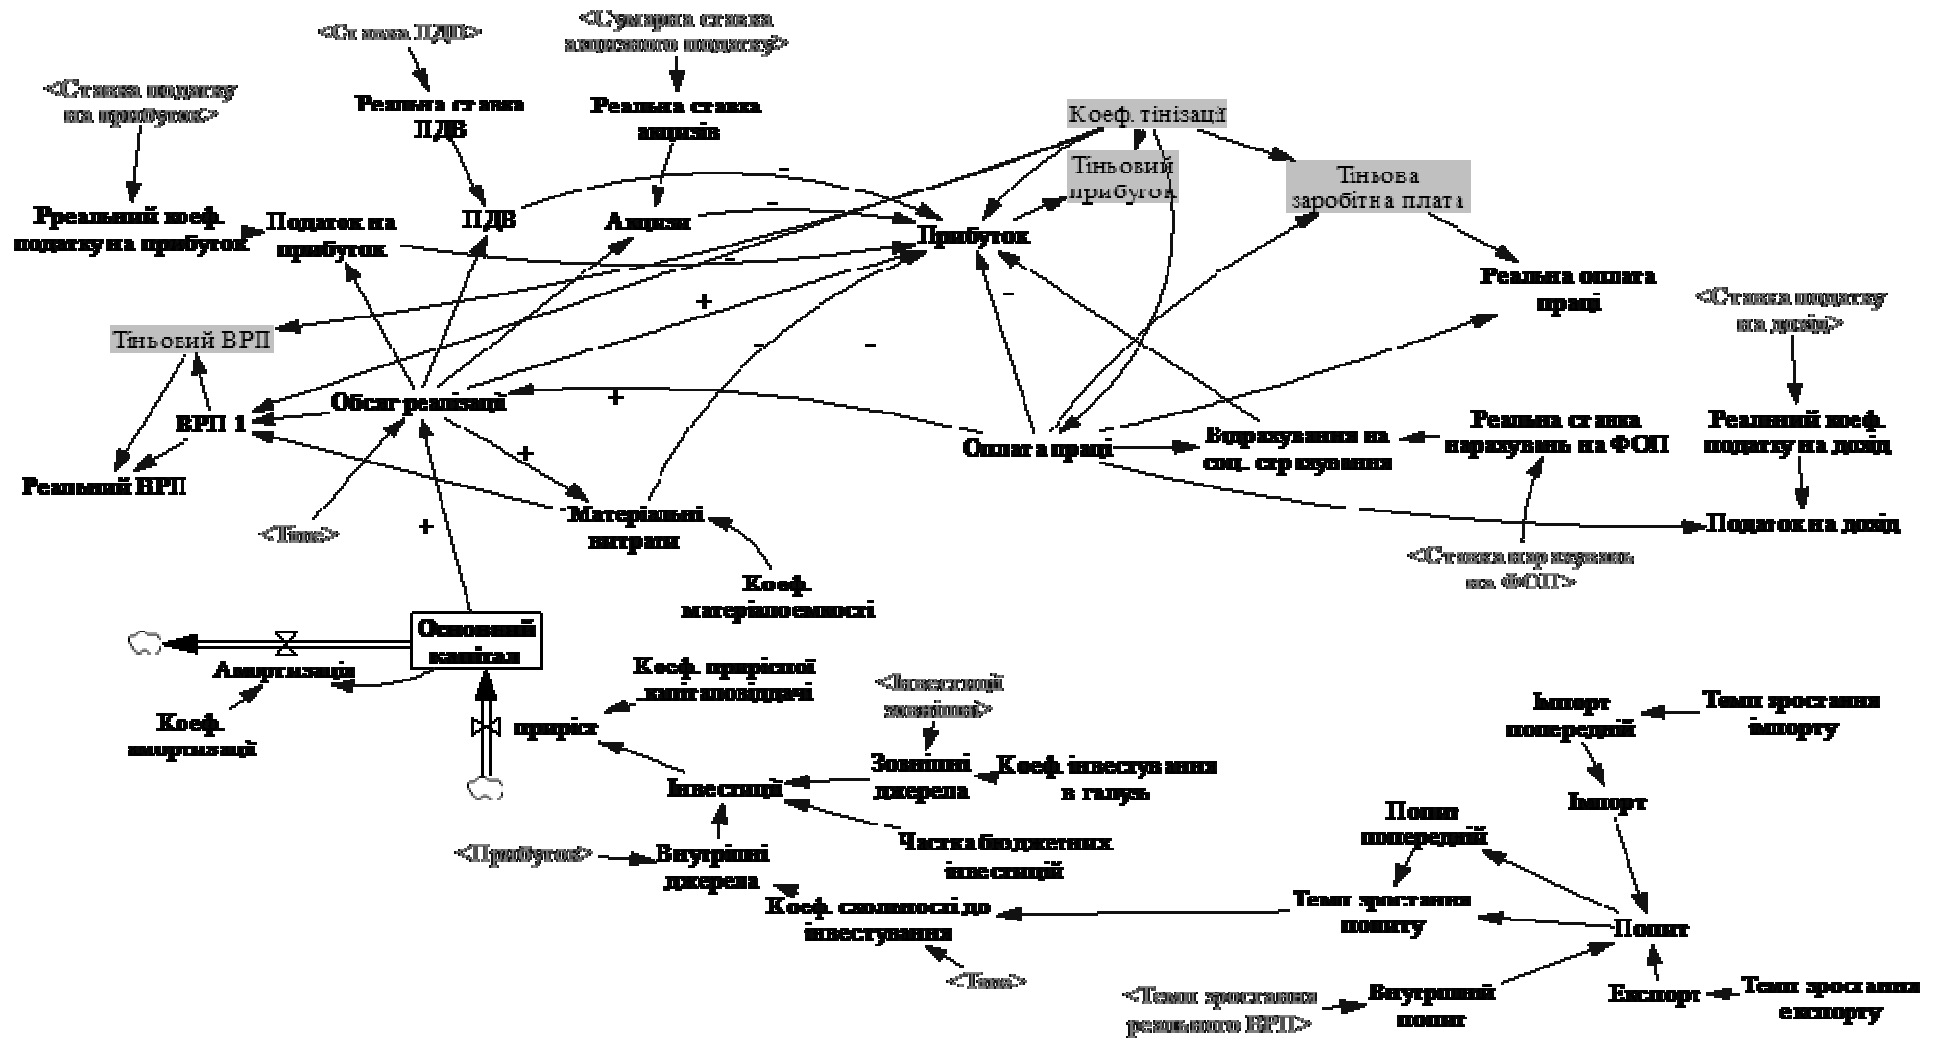 <Ставка ПДВ>
<Сумарна ставка
акцизного податку>
<Ставка податку
на прибуток>
Реальна ставка
ПДВ
Реальна ставка
акцизів
Коеф. тінізації
Тіньовий
прибуток
Тіньова
заробітна плата
Рреальний коеф.
податку на прибуток
Податок на
прибуток
ПДВ
Акцизи
Прибуток
-
-
-
Реальна оплата
праці
<Ставка податку
на дохід>
+
-
-
-
Тіньовий ВРП
ВРП 1
Обсяг реалізації
+
Оплата праці
Відрахування на
соц. страхування
Реальна ставка
нарахувань на ФОП
Реальний коеф.
податку на дохід
+
Реальний ВРП
<Time>
+
Матеріальні
витрати
Податок на дохід
<Ставка нарахувань
на ФОП>
Коеф.
матеріалоємності
Основний
капітал
Амортизація
Коеф.
амортизації
Коеф. прирісної
капіталовіддачі
приріст
<Інвестиції
зовнішні>
Зовнішні
джерела
Коеф. інвестування
в галузь
Інвестиції
Імпорт
попередній
Темп зростання
імпорту
Імпорт
<Прибуток>
Внутрішні
джерела
Частка бюджетних
інвестицій
Попит
попередній
Коеф. схильності до
інвестування
Темп зростання
попиту
Попит
<Time>
<Темп зростання
реального ВРП>
Внутрішній
попит
Експорт
Темп зростання
експорту